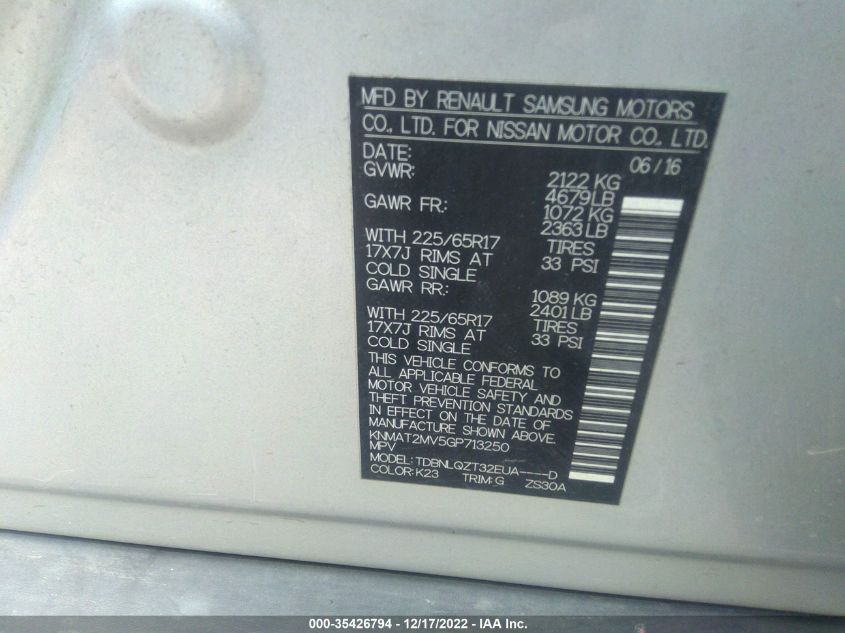 MFD BY RENAULT SAMSUNG MOTORS
CO., LTD. FOR NISSAN MOTOR CO., LTD.
DATE: 06/16
GVWR: 2122 KG
4679LB
GAWR FR: 1072 KG
2363LB
WITH 225/65R17 TIRES
17X7J RIMS AT 33 PSI
COLD SINGLE
GAWR RR: 1089 KG
2401LB
WITH 225/65R17 TIRES
17X7J RIMS AT 33 PSI
COLD SINGLE
THIS VEHICLE CONFORMS TO
ALL APPLICABLE FEDERAL
MOTOR VEHICLE SAFETY AND
THEFT PREVENTION STANDARDS
IN EFFECT ON THE DATE OF
MANUFACTURE SHOWN ABOVE.
KNMAT2MV5GP713250
MPV
MODEL: TDBNLQZT32EUA----D
COLOR:K23 TRIM:G ZS30A
000-35426794 - 12/17/2022 - IAA Inc.